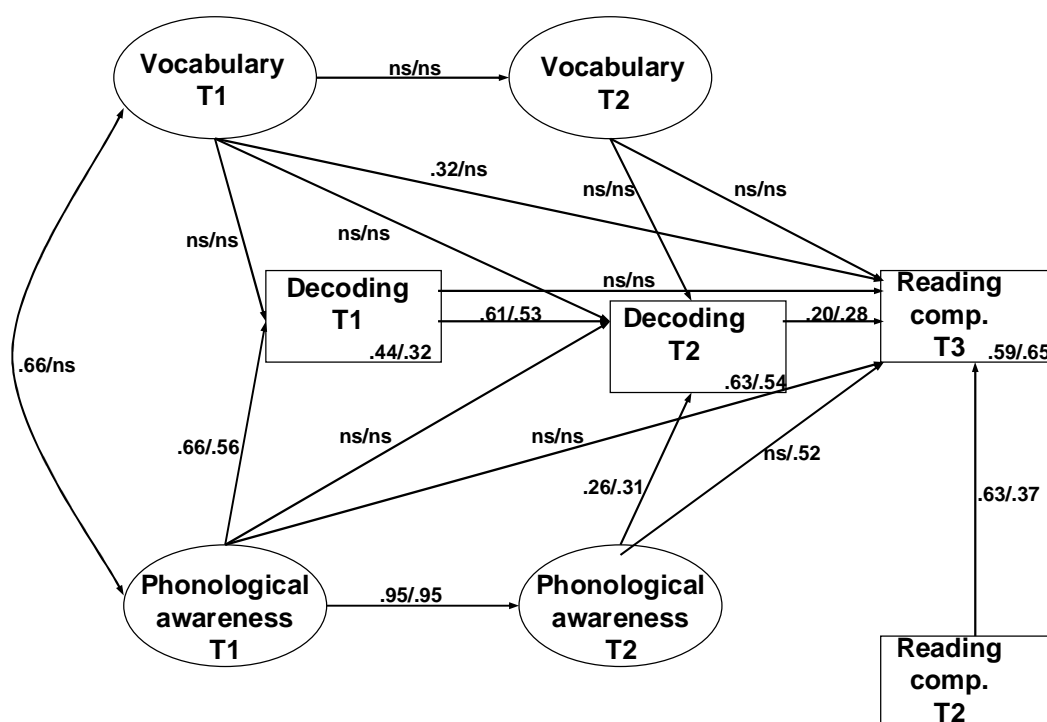 Vocabulary
T1
ns/ns
Vocabulary
T2
.32/ns
ns/ns
ns/ns
ns/ns
ns/ns
Decoding
T1
.44/.32
ns/ns
.61/.53
Decoding
T2
.63/.54
.20/.28
Reading
comp.
T3
.59/.65
.66/ns
.66/.56
ns/ns
ns/ns
ns/.52
.26/.31
.63/.37
Phonological
awareness
T1
.95/.95
Phonological
awareness
T2
Reading
comp.
T2